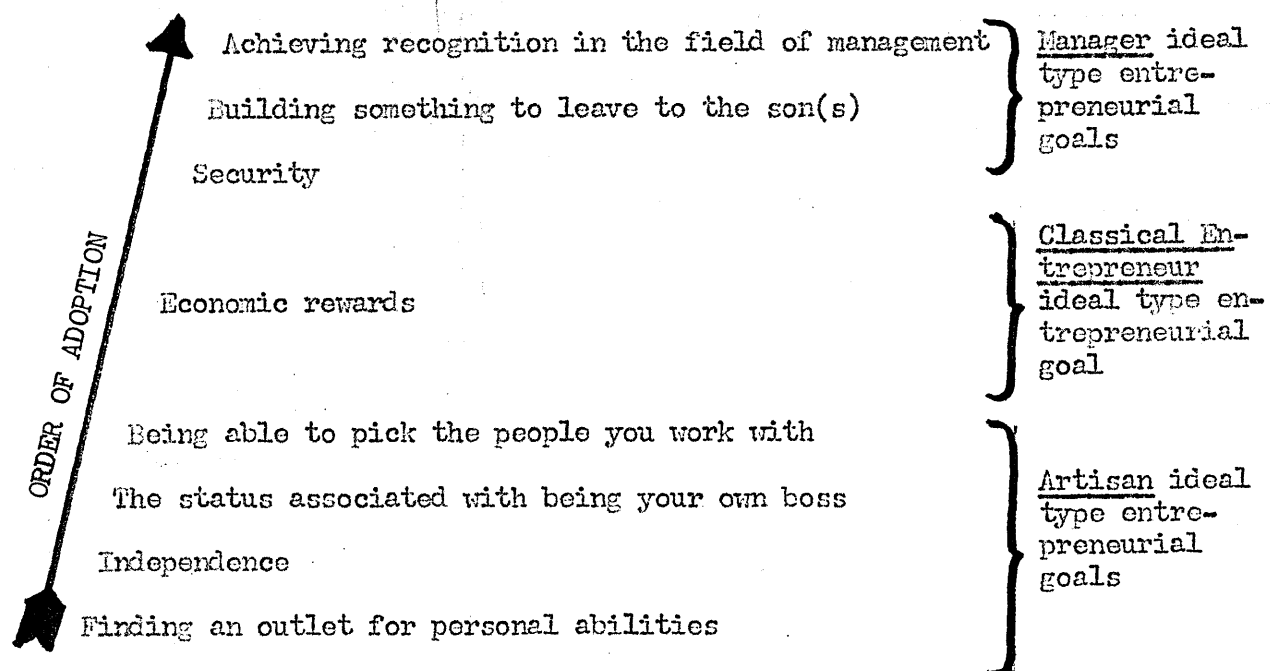 Achieving recognition in the field of management
Building something to leave to the son(s)
Security
Manager ideal
type entre-
preneurial
goals
Economic rewards
Classical En-
trepreneur
ideal type en-
trepreneurial
goal
Being able to pick the people you work with
The status associated with being your own boss
Independence
Finding an outlet for personal abilities
Artisan ideal
type entre-
preneurial
goals
ORDER OF ADOPTION